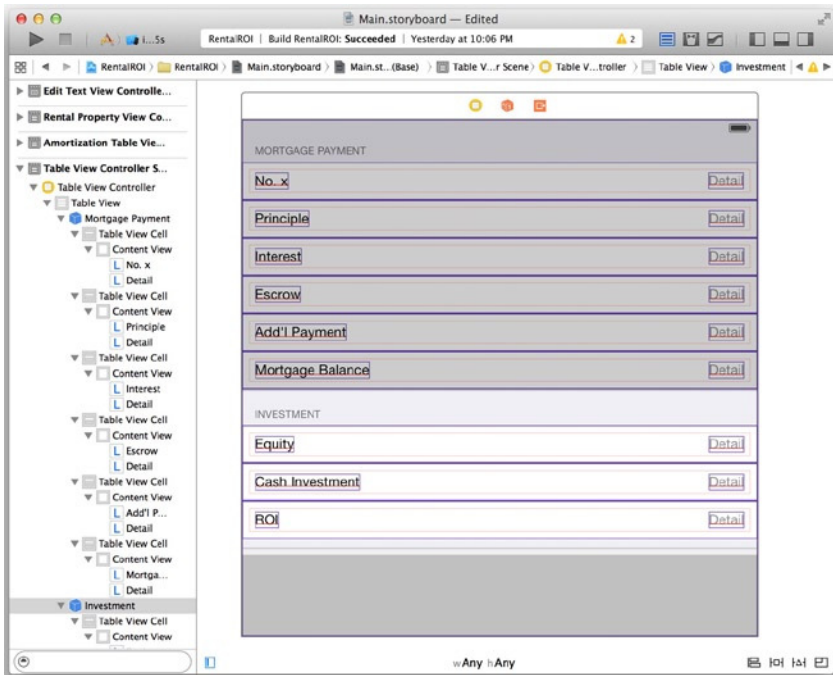 Main.storyboard — Edited
i...5s
RentalROI | Build RentalROI: Succeeded | Yesterday at 10:06 PM
2
RentalROI
RentalROI
Main.storyboard
Main.st...(Base)
Table V...r Scene
Table V...troller
Table View
Investment
Edit Text View Controlle...
Rental Property View Co...
Amortization Table Vie...
Table View Controller S...
Table View Controller
Table View
Mortgage Payment
Table View Cell
Content View
L No. x
L Detail
Table View Cell
Content View
L Principle
L Detail
Table View Cell
Content View
L Interest
L Detail
Table View Cell
Content View
L Escrow
L Detail
Table View Cell
Content View
L Add'l P...
L Detail
Table View Cell
Content View
L Mortga...
L Detail
Investment
Table View Cell
Content View
MORTGAGE PAYMENT
No. x Detail
Principle Detail
Interest Detail
Escrow Detail
Add'l Payment Detail
Mortgage Balance Detail
INVESTMENT
Equity Detail
Cash Investment Detail
ROI Detail
wAny hAny